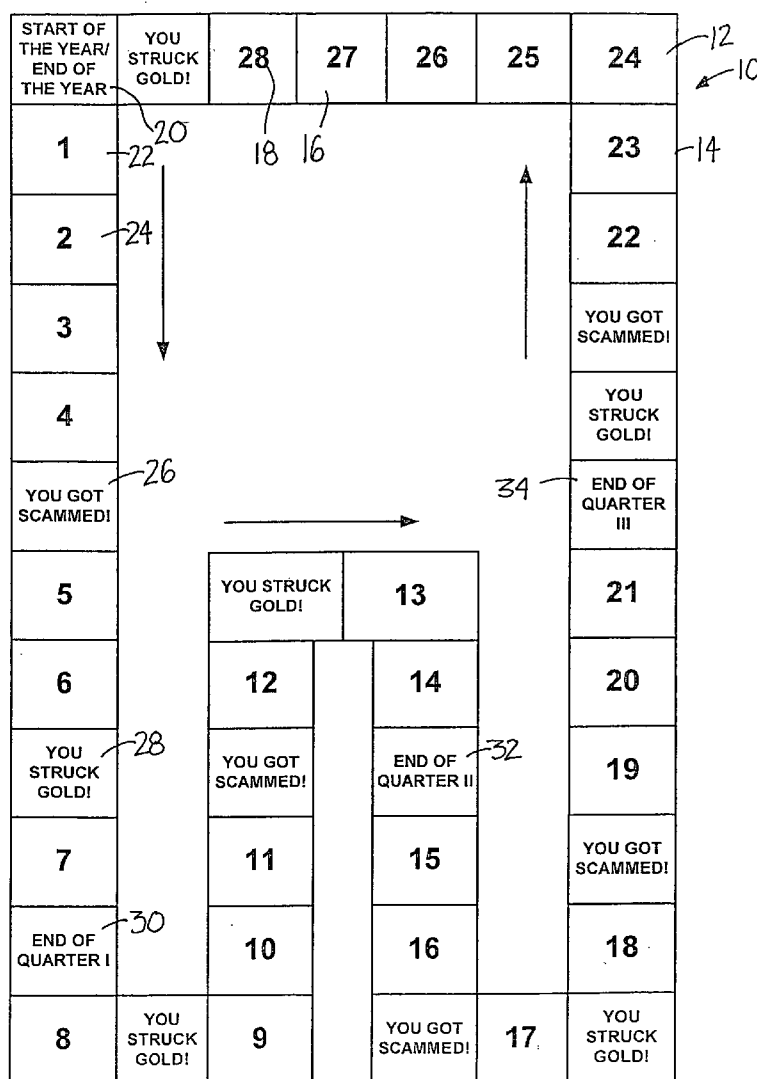 START OF
THE YEAR/
END OF
THE YEAR
YOU
STRUCK
GOLD!
28
27
26
25
24
12
10
20
18
16
1
22
23
14
2
24
22
3
YOU GOT
SCAMMED!
4
YOU
STRUCK
GOLD!
YOU GOT
SCAMMED!
26
34
END OF
QUARTER
III
5
YOU STRUCK
GOLD!
13
21
6
12
14
20
YOU
STRUCK
GOLD!
28
YOU GOT
SCAMMED!
END OF
QUARTER II
32
19
7
11
15
YOU GOT
SCAMMED!
END OF
QUARTER I
30
10
16
18
8
YOU
STRUCK
GOLD!
9
YOU GOT
SCAMMED!
17
YOU
STRUCK
GOLD!